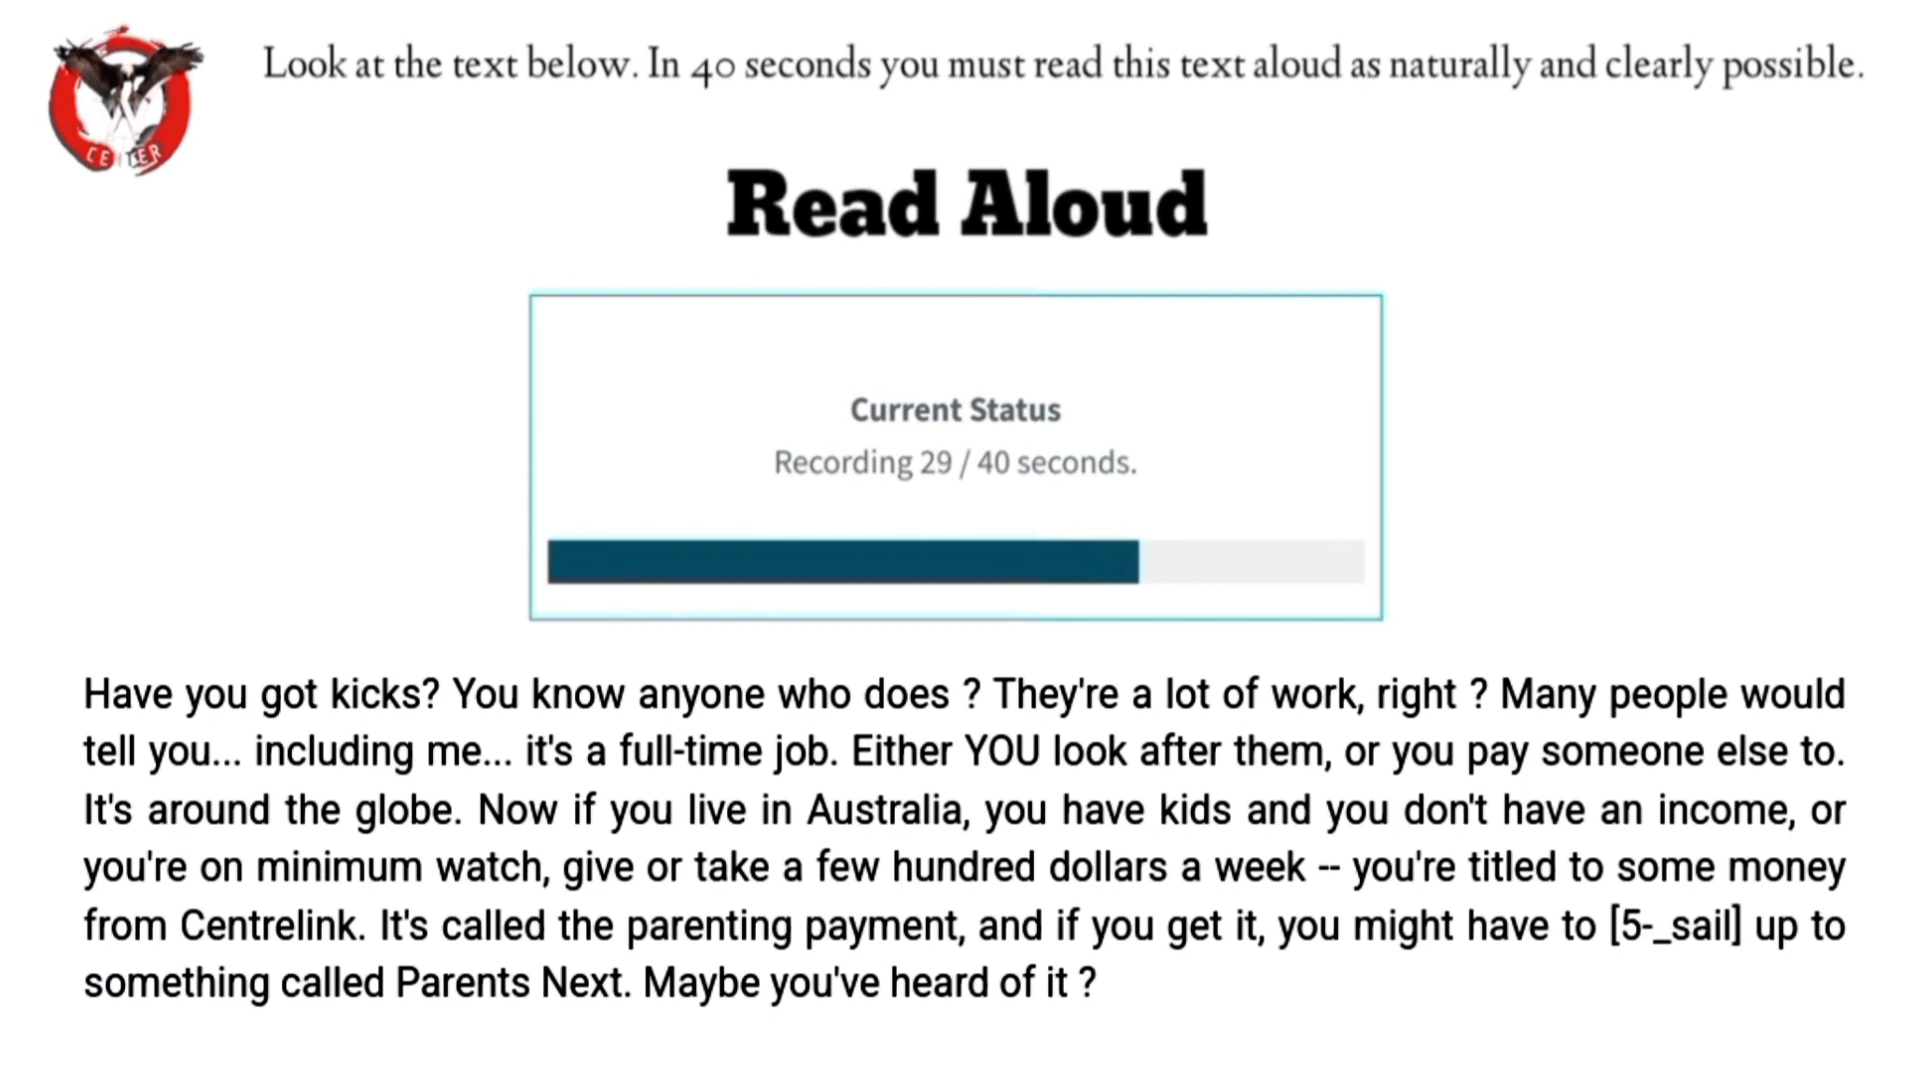 Look at the text below. In 40 seconds you must read this text aloud as naturally and clearly possible.
CENTER
Read Aloud
Current Status
Recording 29 / 40 seconds.
Have you got kicks? You know anyone who does ? They're a lot of work, right ? Many people would
tell you... including me... it's a full-time job. Either YOU look after them, or you pay someone else to.
It's around the globe. Now if you live in Australia, you have kids and you don't have an income, or
you're on minimum watch, give or take a few hundred dollars a week -- you're titled to some money
from Centrelink. It's called the parenting payment, and if you get it, you might have to [5-_sail] up to
something called Parents Next. Maybe you've heard of it ?